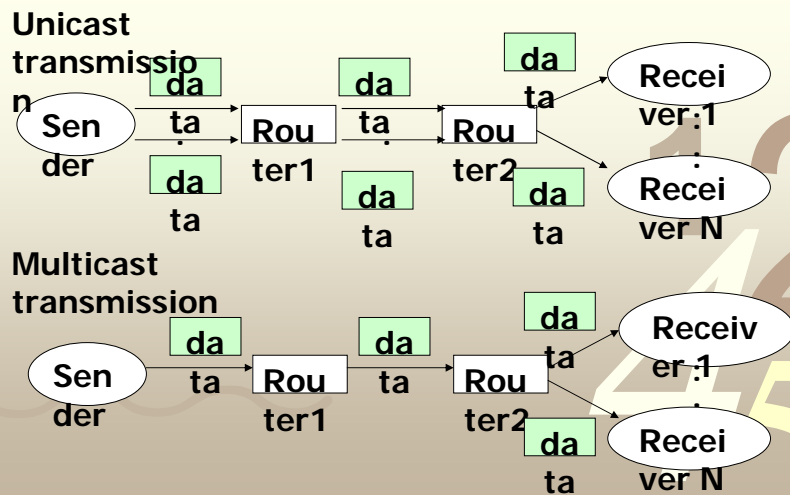 Unicast
transmissio
n
da
ta
da
ta
da
ta
Sen
der
Rou
ter1
Rou
ter2
Recei
ver 1
.
.
.
.
da
ta
da
ta
da
ta
Recei
ver N
Multicast
transmission
da
ta
da
ta
da
ta
Sen
der
Rou
ter1
Rou
ter2
Receiv
er 1
.
.
da
ta
Recei
ver N